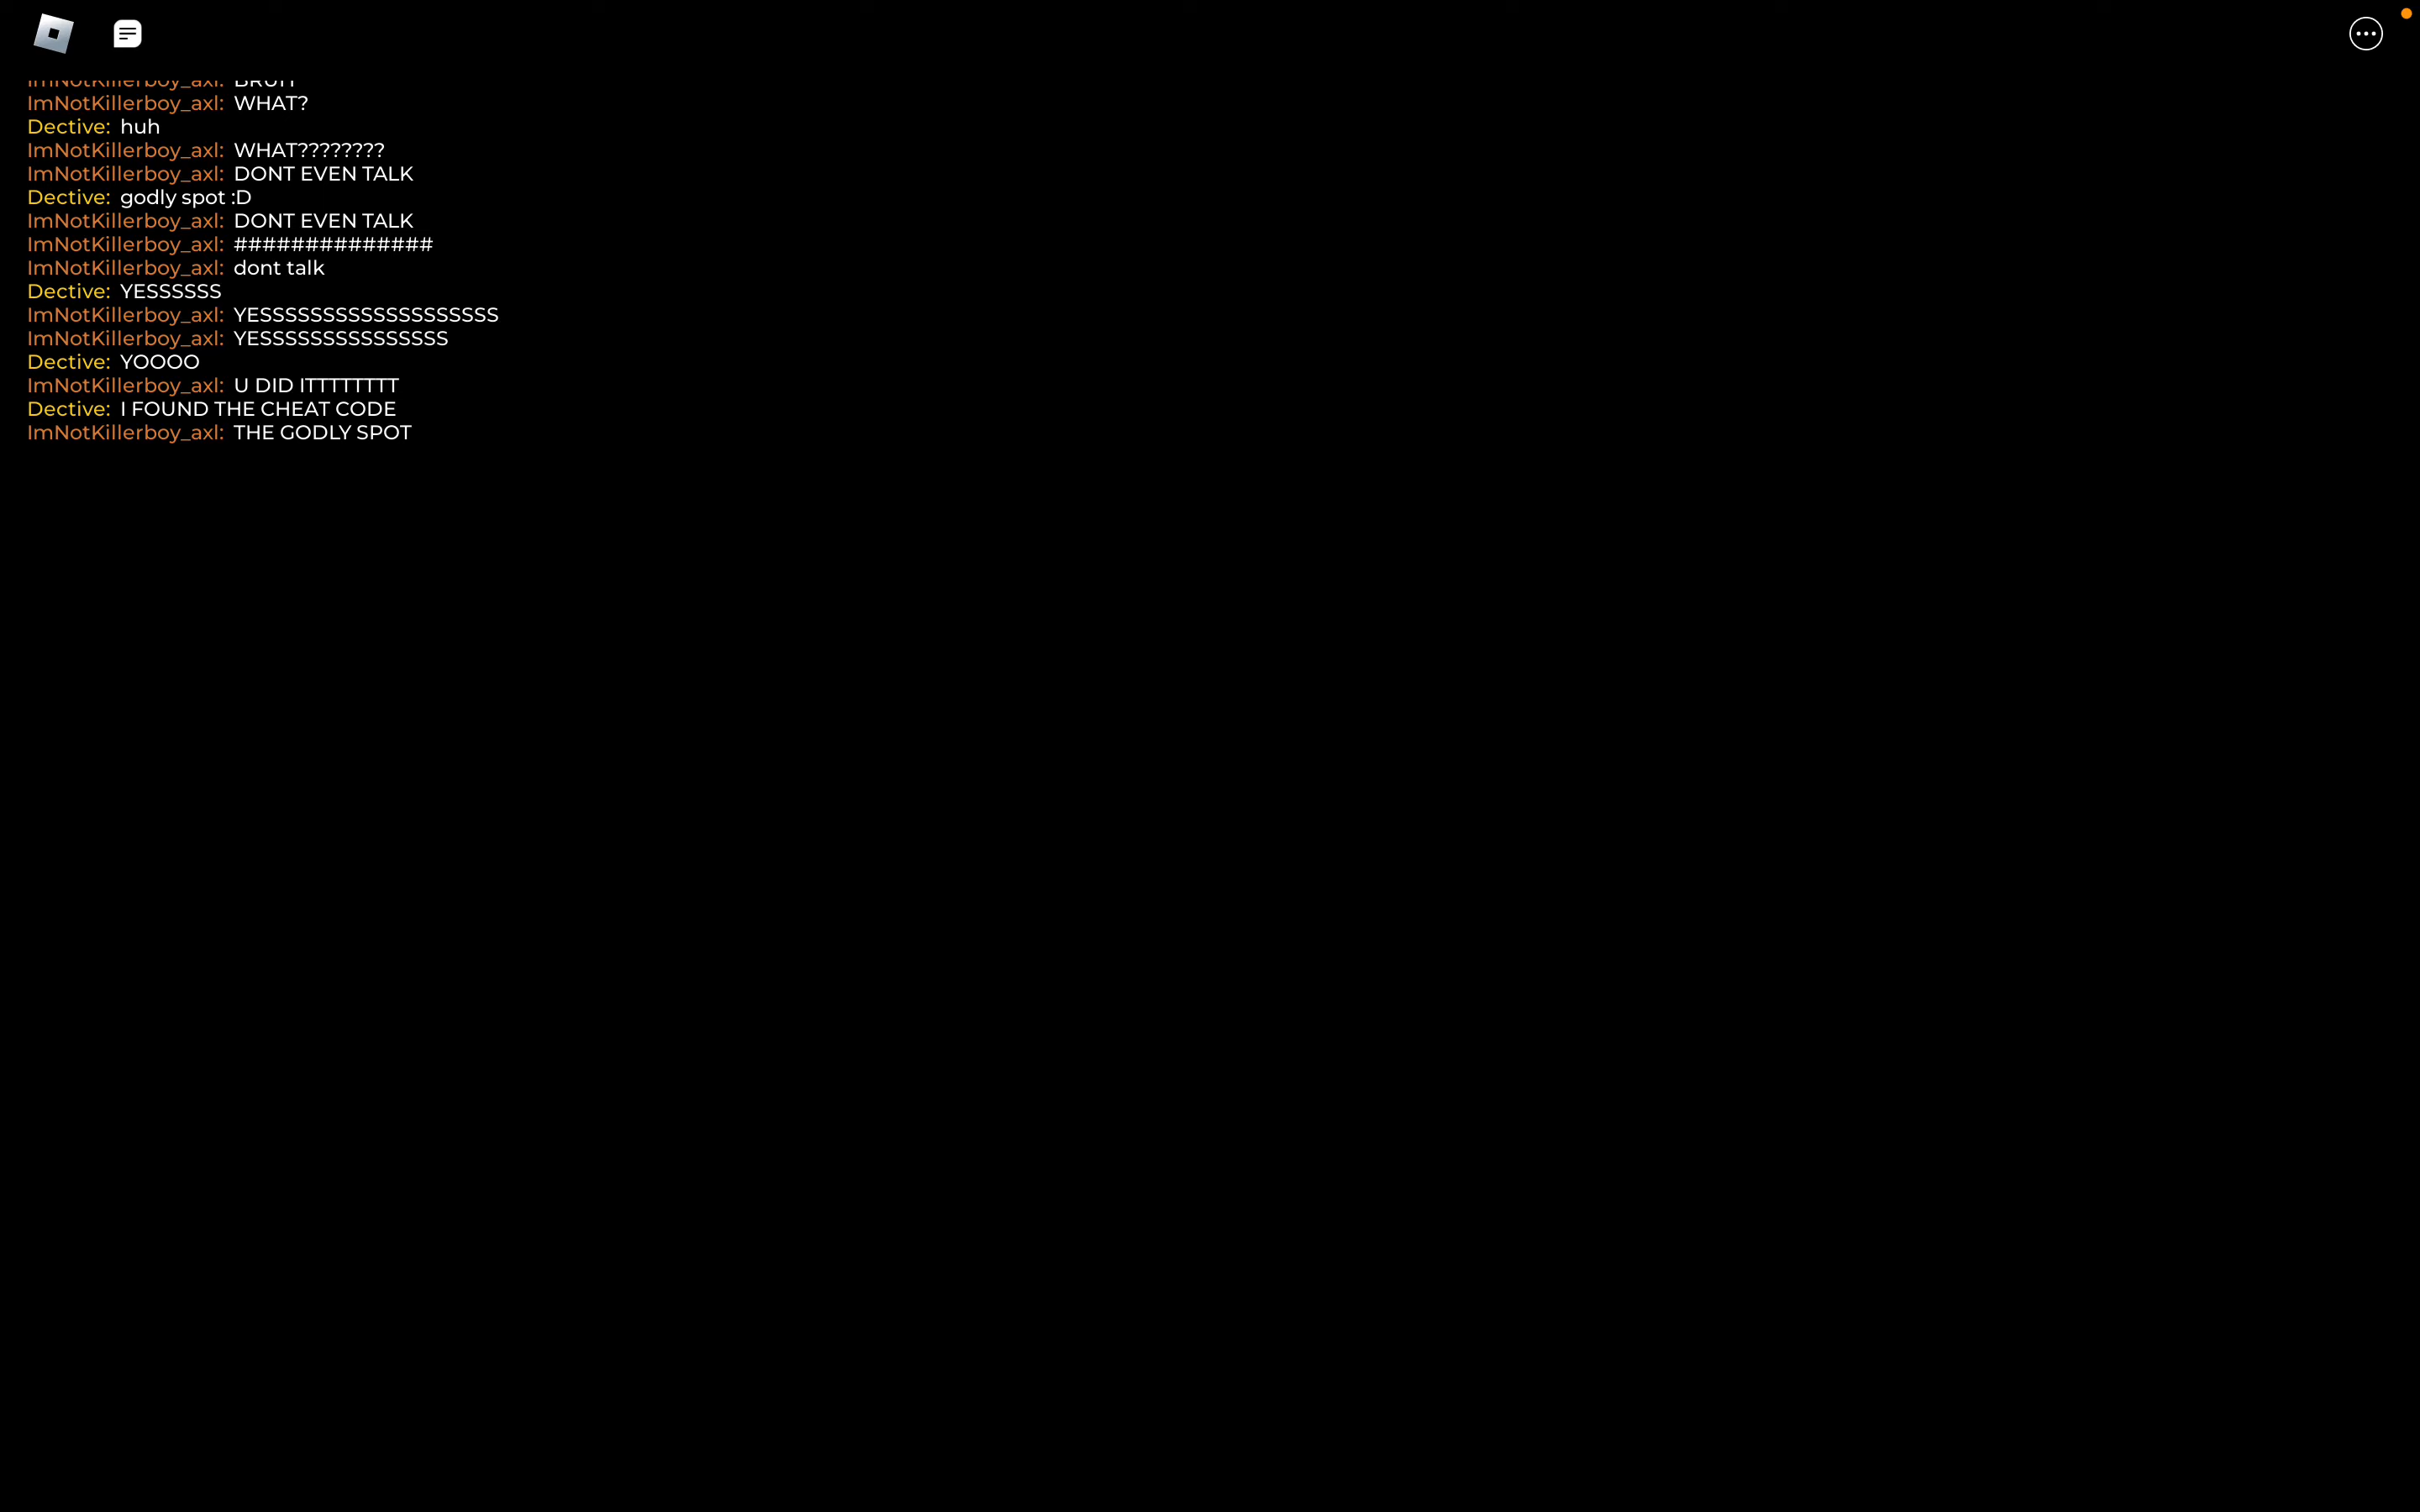 ImNotKillerboy_axl: BRUH
ImNotKillerboy_axl: WHAT?
Dective: huh
ImNotKillerboy_axl: WHAT????????
ImNotKillerboy_axl: DONT EVEN TALK
Dective: godly spot :D
ImNotKillerboy_axl: DONT EVEN TALK
ImNotKillerboy_axl: ##############
ImNotKillerboy_axl: dont talk
Dective: YESSSSSS
ImNotKillerboy_axl: YESSSSSSSSSSSSSSSSSSS
ImNotKillerboy_axl: YESSSSSSSSSSSSSSS
Dective: YOOOO
ImNotKillerboy_axl: U DID ITTTTTTTT
Dective: I FOUND THE CHEAT CODE
ImNotKillerboy_axl: THE GODLY SPOT